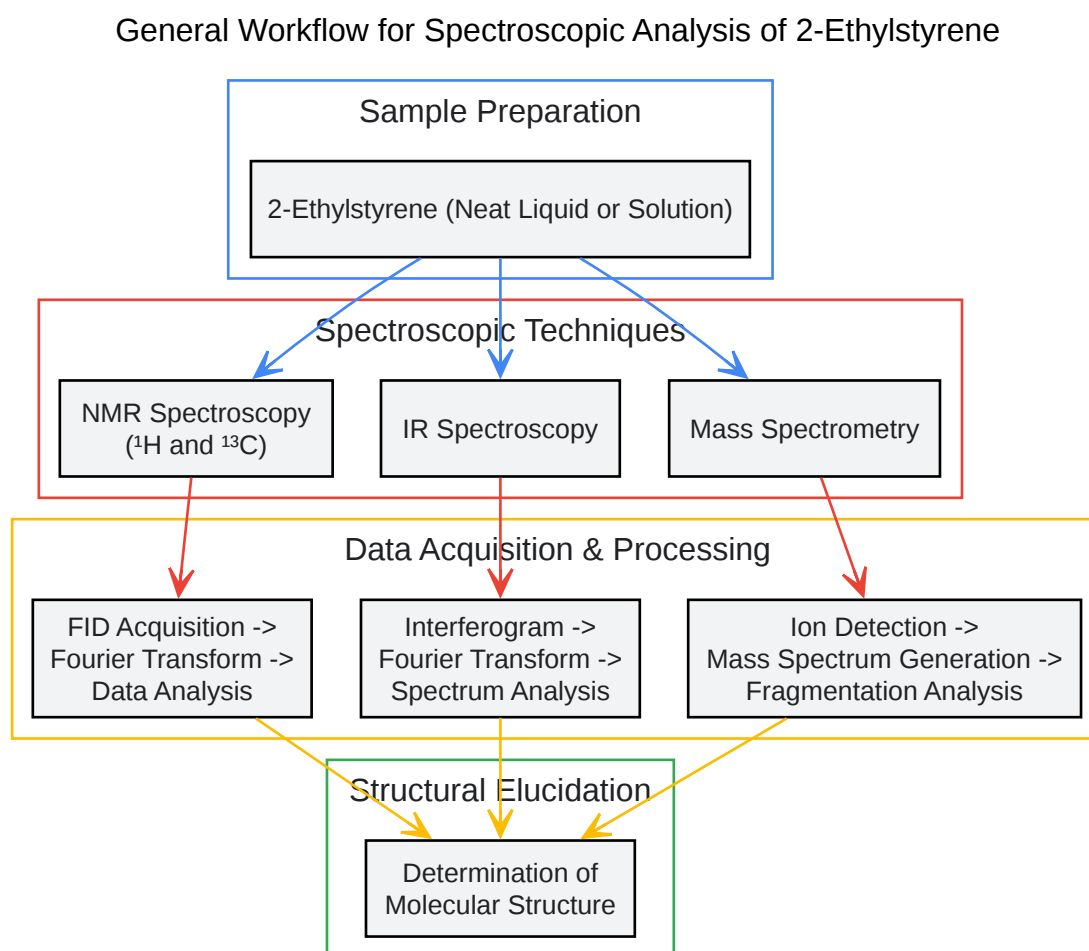 General Workflow for Spectroscopic Analysis of 2-Ethylstyrene
Sample Preparation
2-Ethylstyrene (Neat Liquid or Solution)
Spectroscopic Techniques
NMR Spectroscopy
(¹H and ¹³C)
IR Spectroscopy
Mass Spectrometry
Data Acquisition & Processing
FID Acquisition ->
Fourier Transform ->
Data Analysis
Interferogram ->
Fourier Transform ->
Spectrum Analysis
Ion Detection ->
Mass Spectrum Generation ->
Fragmentation Analysis
Structural Elucidation
Determination of
Molecular Structure